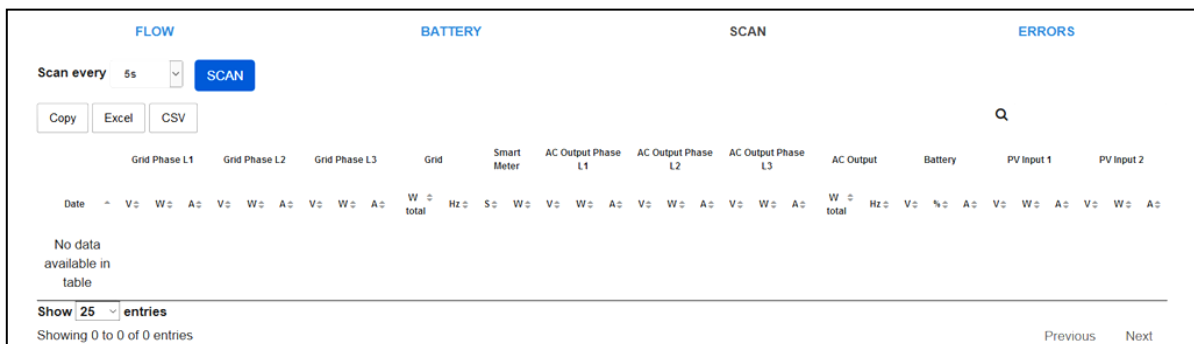 FLOW BATTERY SCAN ERRORS
Scan every 5s SCAN
Copy Excel CSV
Grid Phase L1 Grid Phase L2 Grid Phase L3 Grid Smart Meter AC Output Phase L1 AC Output Phase L2 AC Output Phase L3 AC Output Battery PV Input 1 PV Input 2
Date V W A V W A V W A W total Hz S W V W A V W A V W A W total Hz V % A V W A V W A
No data
available in
table
Show 25 entries
Showing 0 to 0 of 0 entries Previous Next